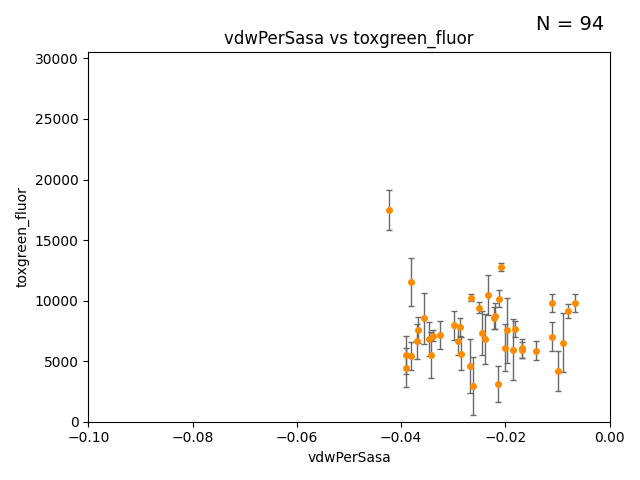 N = 94
vdwPerSasa vs toxgreen_fluor
30000
25000
20000
15000
10000
5000
0
toxgreen_fluor
−0.10 −0.08 −0.06 −0.04 −0.02 0.00
vdwPerSasa